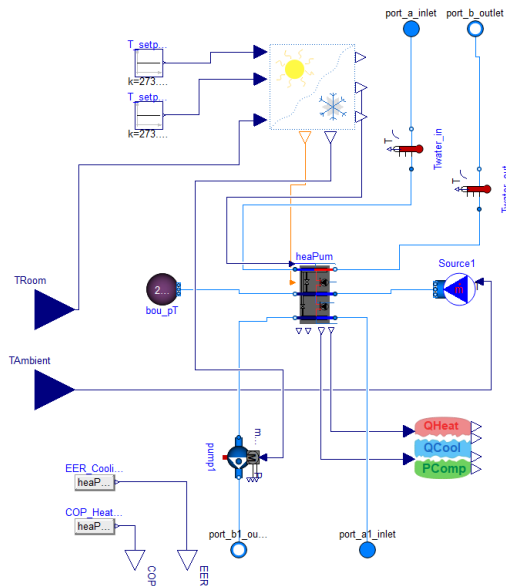 port_a_inlet
port_b_outlet
T_setp...
k=273....
T_setp...
k=273....
T
Twater_in
T
Twater_out
heaPum
Source1
TRoom
2...
bou_pT
TAmbient
m...
pump1
QHeat
QCool
PComp
EER_Cooli...
heaP...
COP_Heat...
heaP...
port_b1_ou...
port_a1_inlet
COP
EER